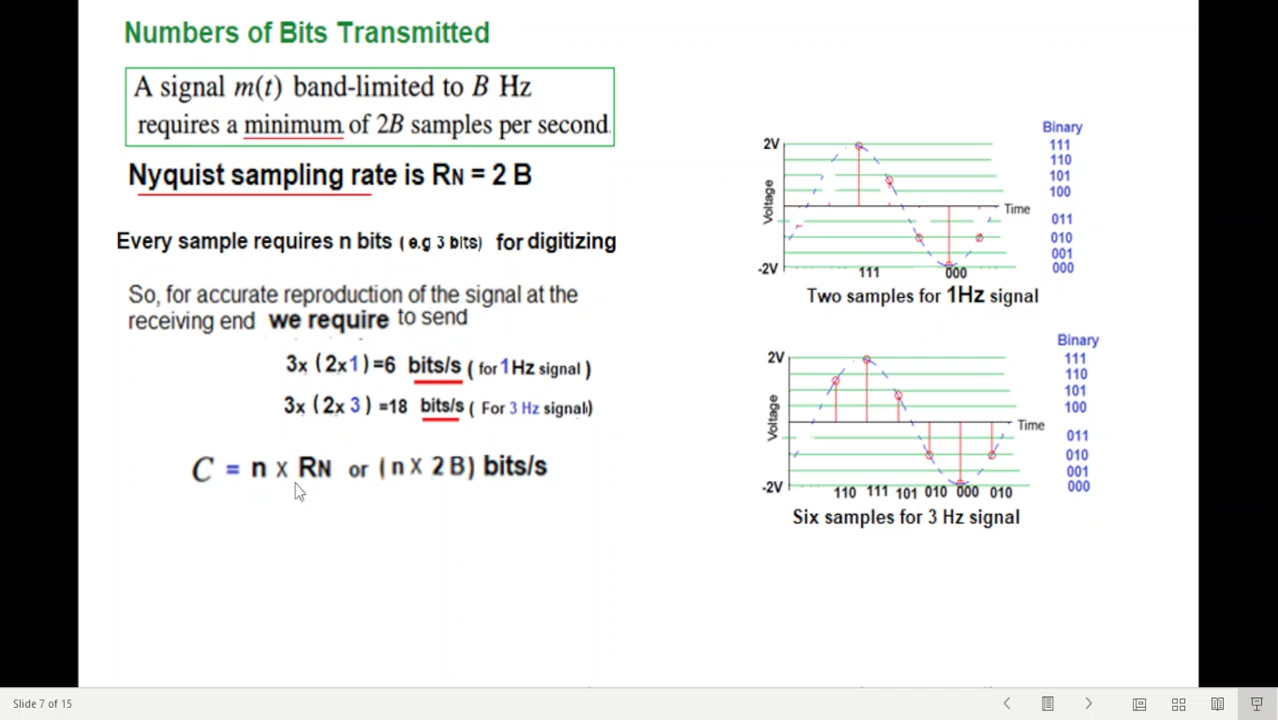 Numbers of Bits Transmitted
A signal m(t) band-limited to B Hz
requires a minimum of 2B samples per second.
Nyquist sampling rate is RN = 2 B
Every sample requires n bits ( e.g 3 bits) for digitizing
So, for accurate reproduction of the signal at the
receiving end we require to send
3x (2x1)=6 bits/s ( for 1Hz signal )
3x (2x 3 ) =18 bits/s ( For 3 Hz signal)
C = n X RN or (n X 2 B) bits/s
Binary
2V
111
110
101
100
Voltage
Time
011
010
001
-2V
000
111 000
Two samples for 1Hz signal
Binary
2V
111
110
101
100
Voltage
Time
011
010
001
-2V
000
110 111 101 010 000 010
Six samples for 3 Hz signal
Slide 7 of 15